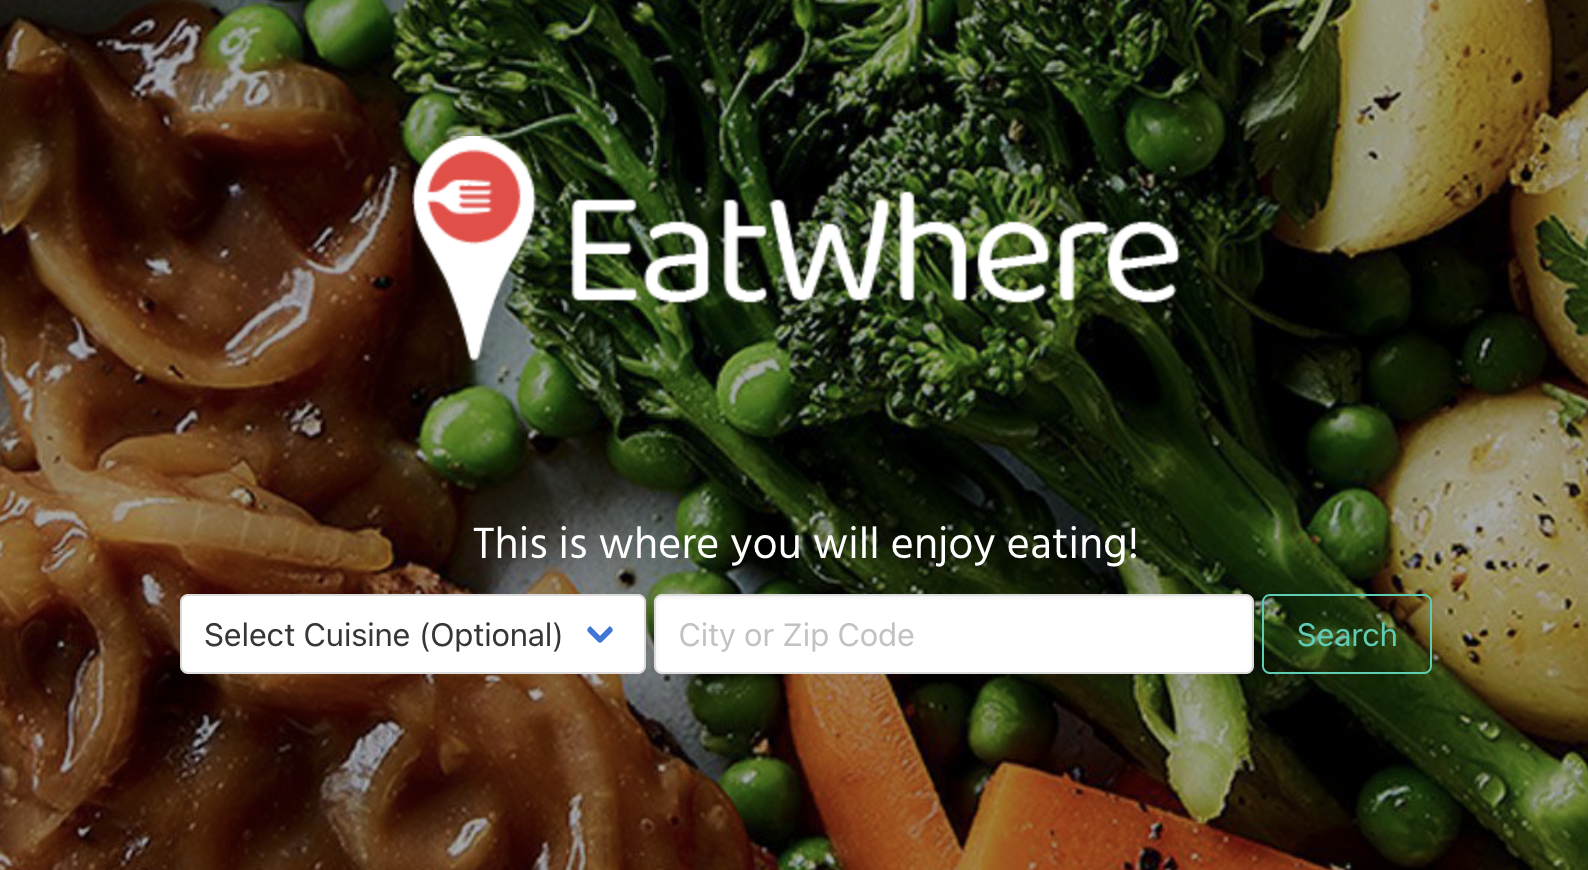 EatWhere
This is where you will enjoy eating!
Select Cuisine (Optional)
City or Zip Code
Search